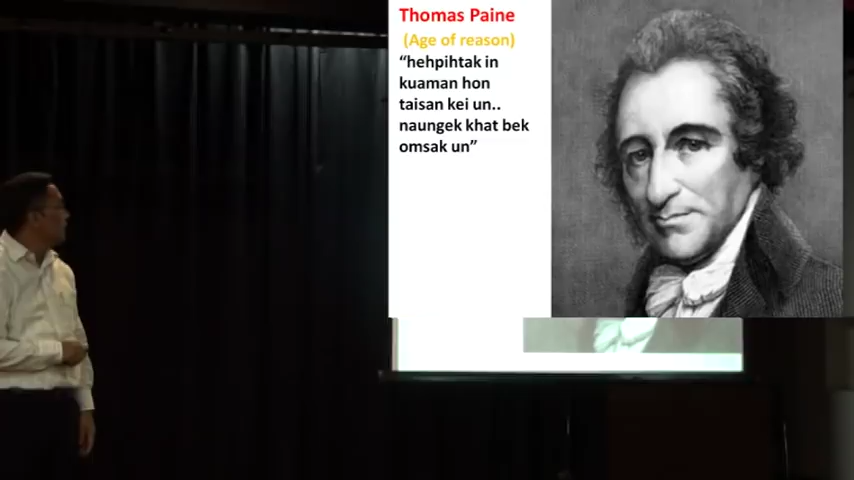 Thomas Paine
(Age of reason)
“hehpihtak in
kuaman hon
taisan kei un..
naungek khat bek
omsak un”